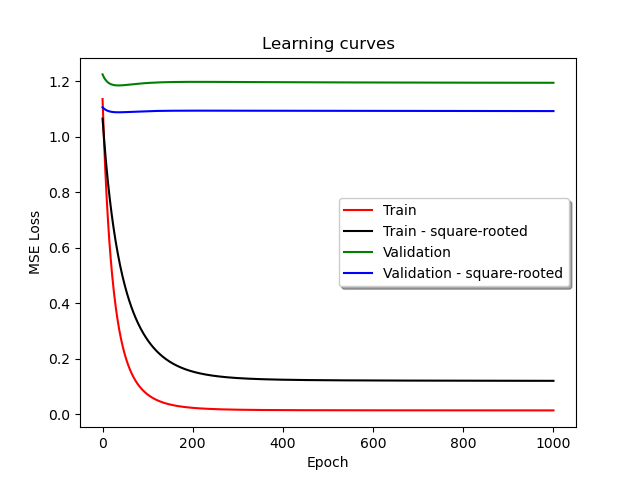 Learning curves
1.2
1.0
0.8
0.6
0.4
0.2
0.0
MSE Loss
Train
Train - square-rooted
Validation
Validation - square-rooted
0 200 400 600 800 1000
Epoch